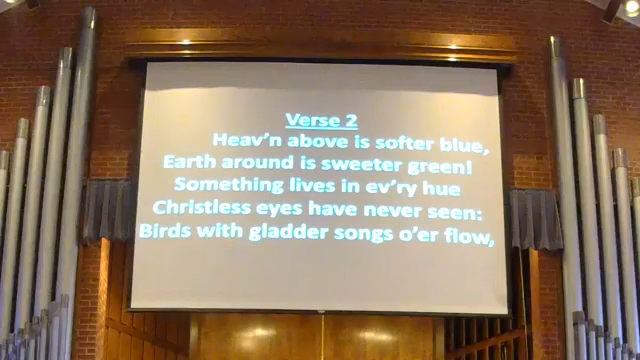 Verse 2
Heav'n above is softer blue,
Earth around is sweeter green!
Something lives in ev'ry hue
Christless eyes have never seen:
Birds with gladder songs o'er flow,